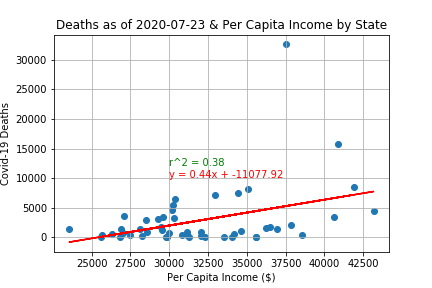 Deaths as of 2020-07-23 & Per Capita Income by State
30000
25000
20000
15000
10000
5000
0
Covid-19 Deaths
r^2 = 0.38
y = 0.44x + -11077.92
25000 27500 30000 32500 35000 37500 40000 42500
Per Capita Income ($)